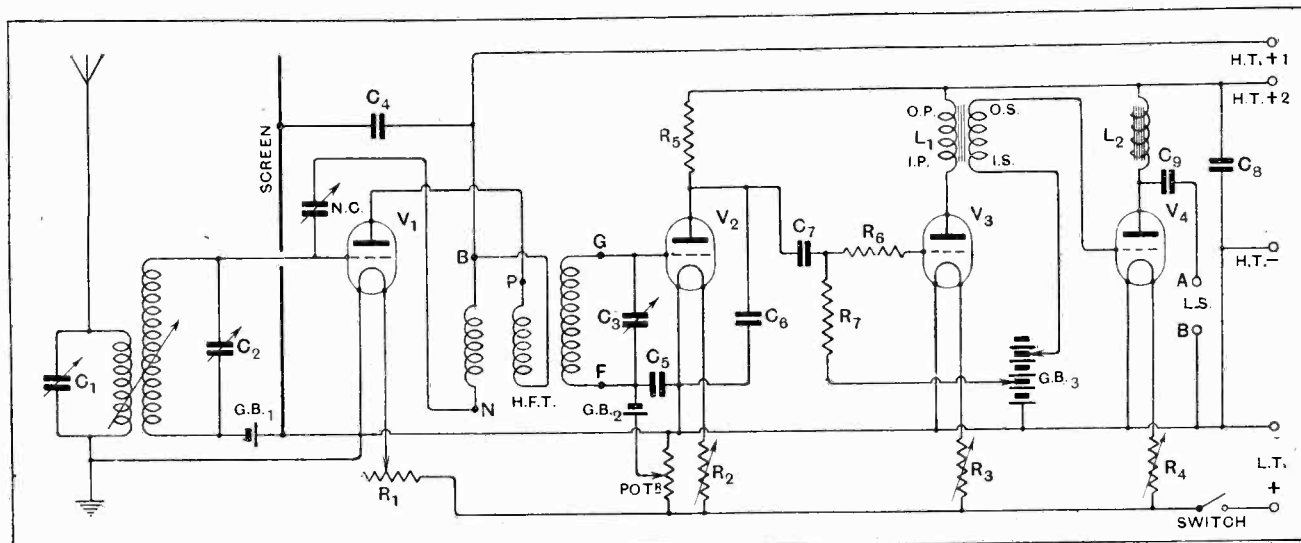 H.T. +1
H.T. +2
SCREEN
C4
R5
O.P.
L1
I.P.
O.S.
I.S.
L2
C9
C8
N.C.
V1
V2
C7
R6
V3
V4
H.T.-
B
P
G
C3
C6
R7
A
L.S.
B
C1
C2
F
C5
G.B.3
N
H.F.T.
G.B.2
G.B.1
-
L.T.
+
R1
POTR
R2
R3
R4
SWITCH